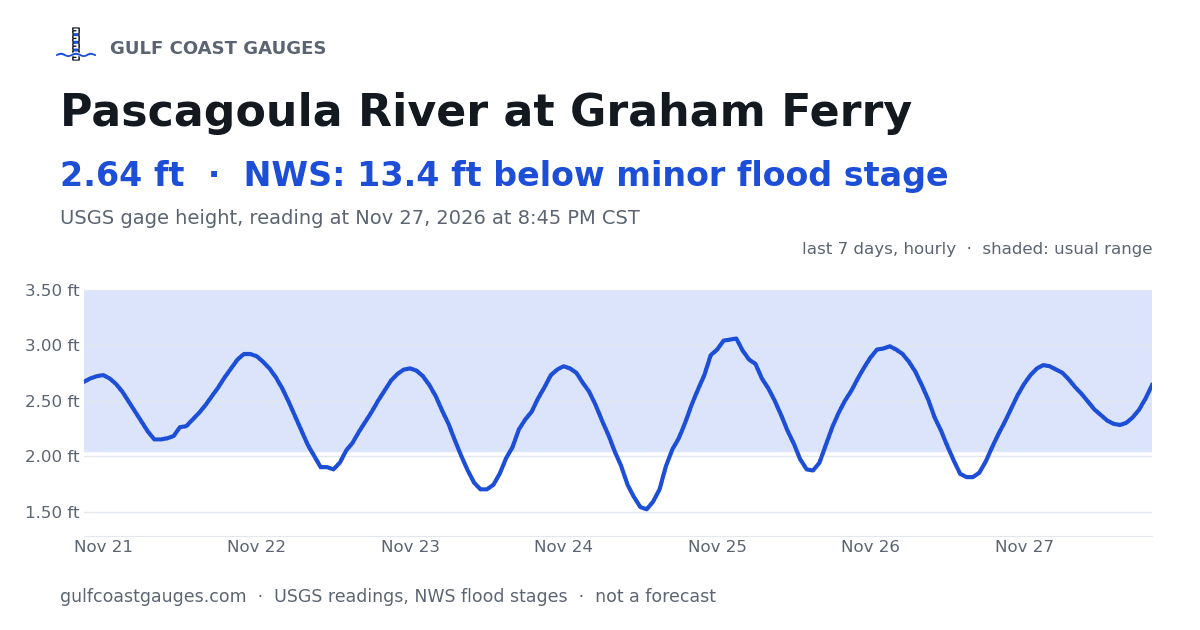 GULF COAST GAUGES
Pascagoula River at Graham Ferry
2.64 ft · NWS: 13.4 ft below minor flood stage
USGS gage height, reading at Nov 27, 2026 at 8:45 PM CST
last 7 days, hourly · shaded: usual range
3.50 ft
3.00 ft
2.50 ft
2.00 ft
1.50 ft
Nov 21 Nov 22 Nov 23 Nov 24 Nov 25 Nov 26 Nov 27
gulfcoastgauges.com · USGS readings, NWS flood stages · not a forecast